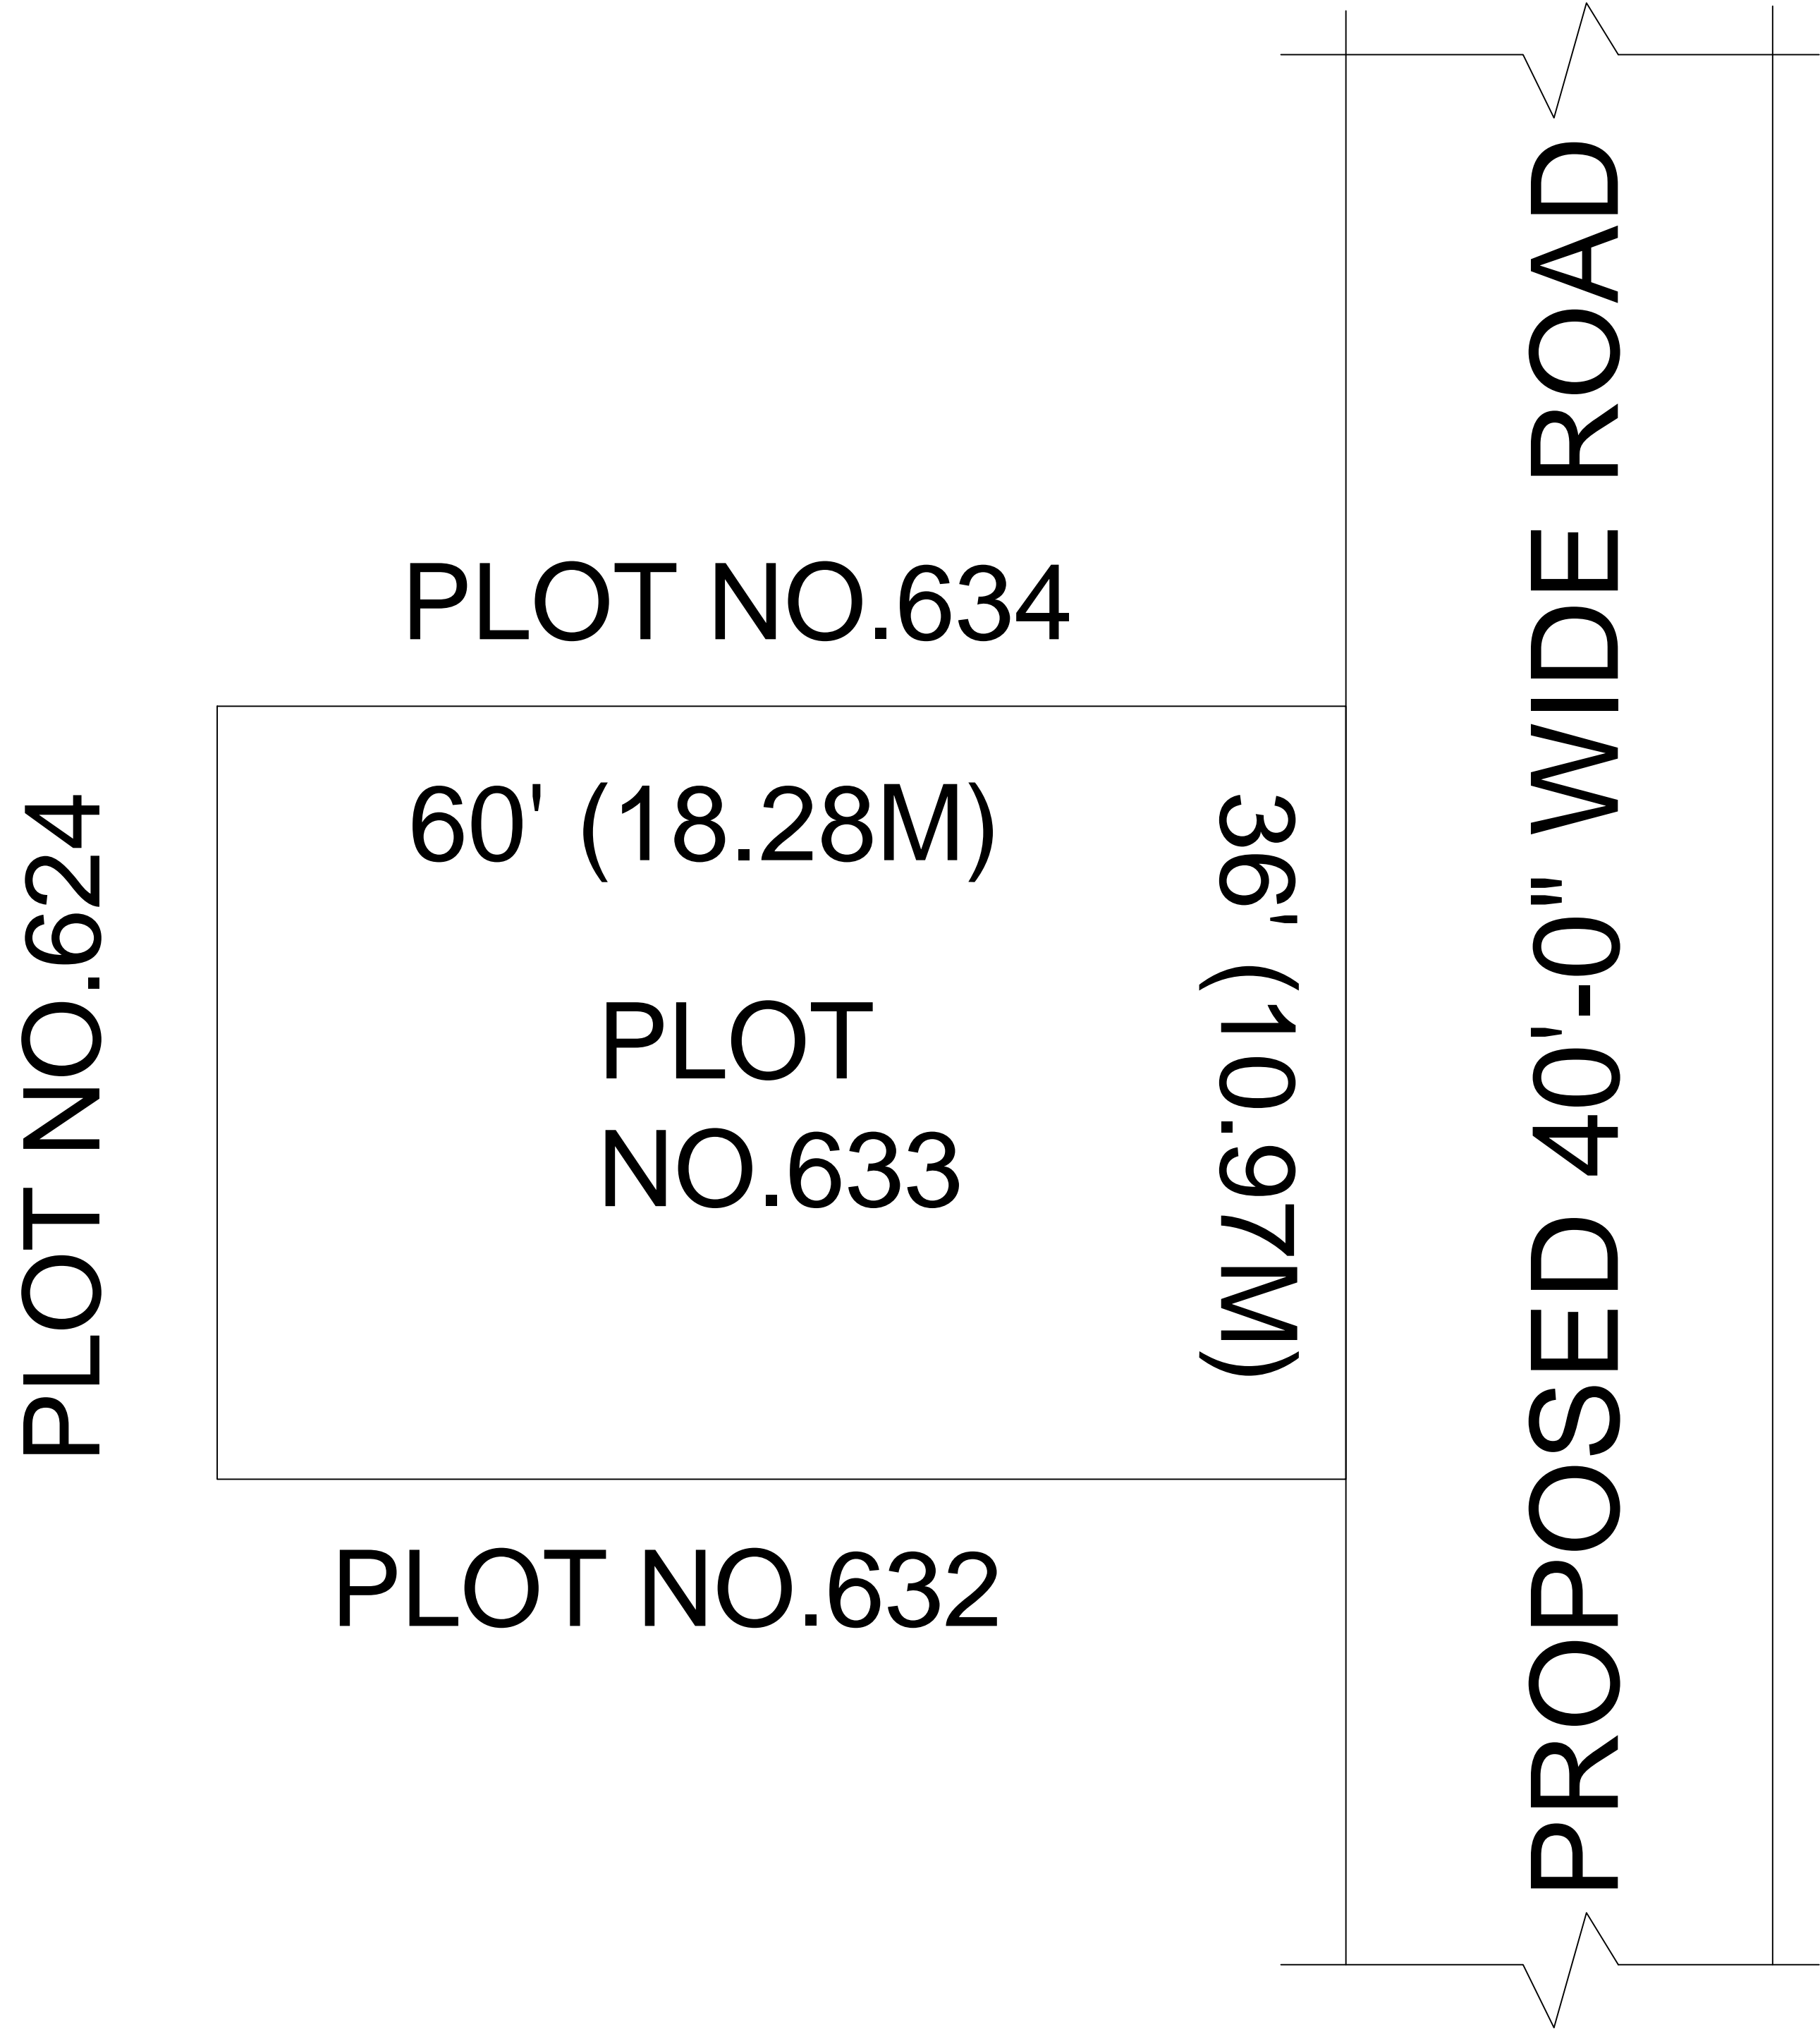 PLOT NO.634
PLOT NO.624
60' (18.28M)
36' (10.97M)
PLOT
NO.633
PLOT NO.632
PROPOSED 40'-0" WIDE ROAD